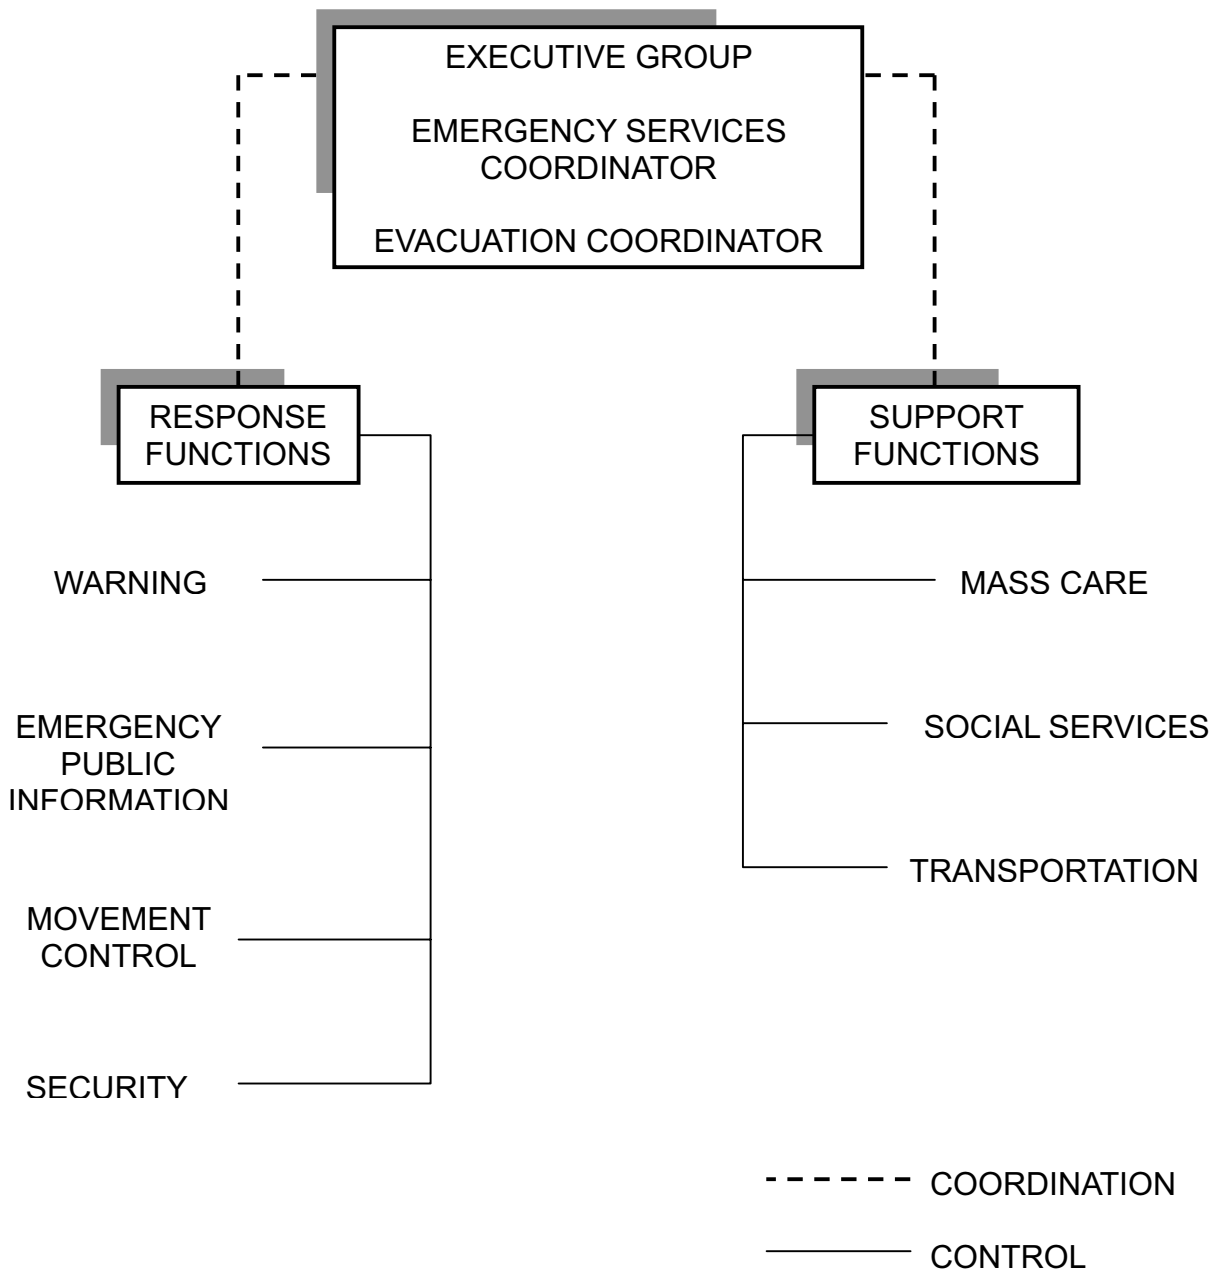 EXECUTIVE GROUP
EMERGENCY SERVICES
COORDINATOR
EVACUATION COORDINATOR
RESPONSE
FUNCTIONS
WARNING
EMERGENCY
PUBLIC
INFORMATION
MOVEMENT
CONTROL
SECURITY
SUPPORT
FUNCTIONS
MASS CARE
SOCIAL SERVICES
TRANSPORTATION
COORDINATION
CONTROL